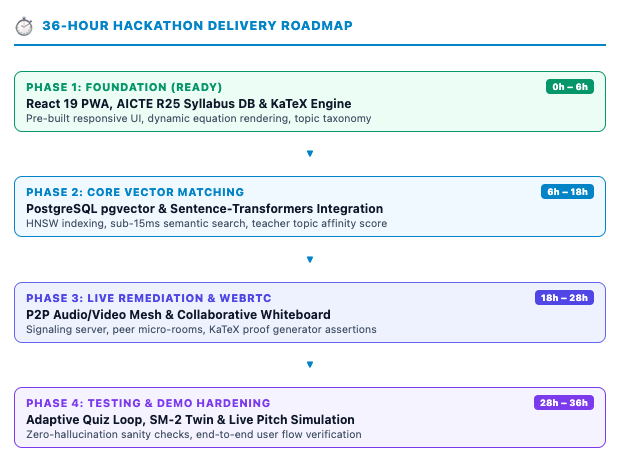 36-HOUR HACKATHON DELIVERY ROADMAP
PHASE 1: FOUNDATION (READY)
0h – 6h
React 19 PWA, AICTE R25 Syllabus DB & KaTeX Engine
Pre-built responsive UI, dynamic equation rendering, topic taxonomy
PHASE 2: CORE VECTOR MATCHING
6h – 18h
PostgreSQL pgvector & Sentence-Transformers Integration
HNSW indexing, sub-15ms semantic search, teacher topic affinity score
PHASE 3: LIVE REMEDIATION & WEBRTC
18h – 28h
P2P Audio/Video Mesh & Collaborative Whiteboard
Signaling server, peer micro-rooms, KaTeX proof generator assertions
PHASE 4: TESTING & DEMO HARDENING
28h – 36h
Adaptive Quiz Loop, SM-2 Twin & Live Pitch Simulation
Zero-hallucination sanity checks, end-to-end user flow verification